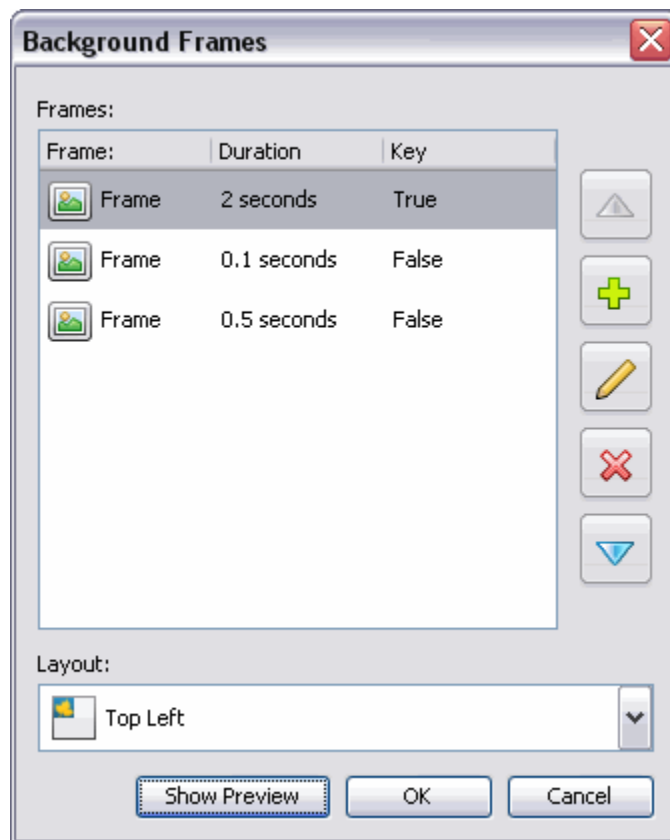 Background Frames
Frames:
Frame: Duration Key
Frame 2 seconds True
Frame 0.1 seconds False
Frame 0.5 seconds False
Layout:
Top Left
Show Preview OK Cancel